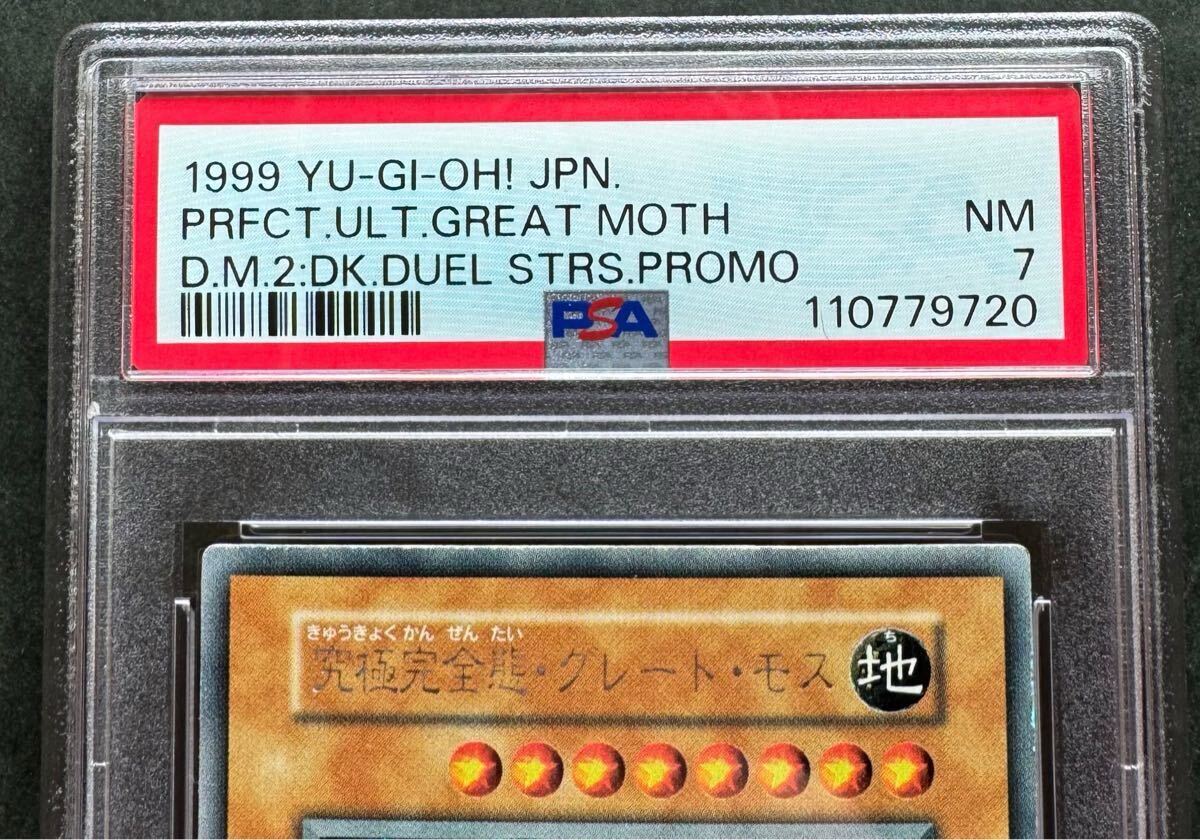 1999 YU-GI-OH! JPN.
PRFCT.ULT.GREAT MOTH NM
D.M.2:DK.DUEL STRS.PROMO 7
PSA 110779720
きゅうきょくかん ぜん たい
究極完全態・グレート・モス
ち
地